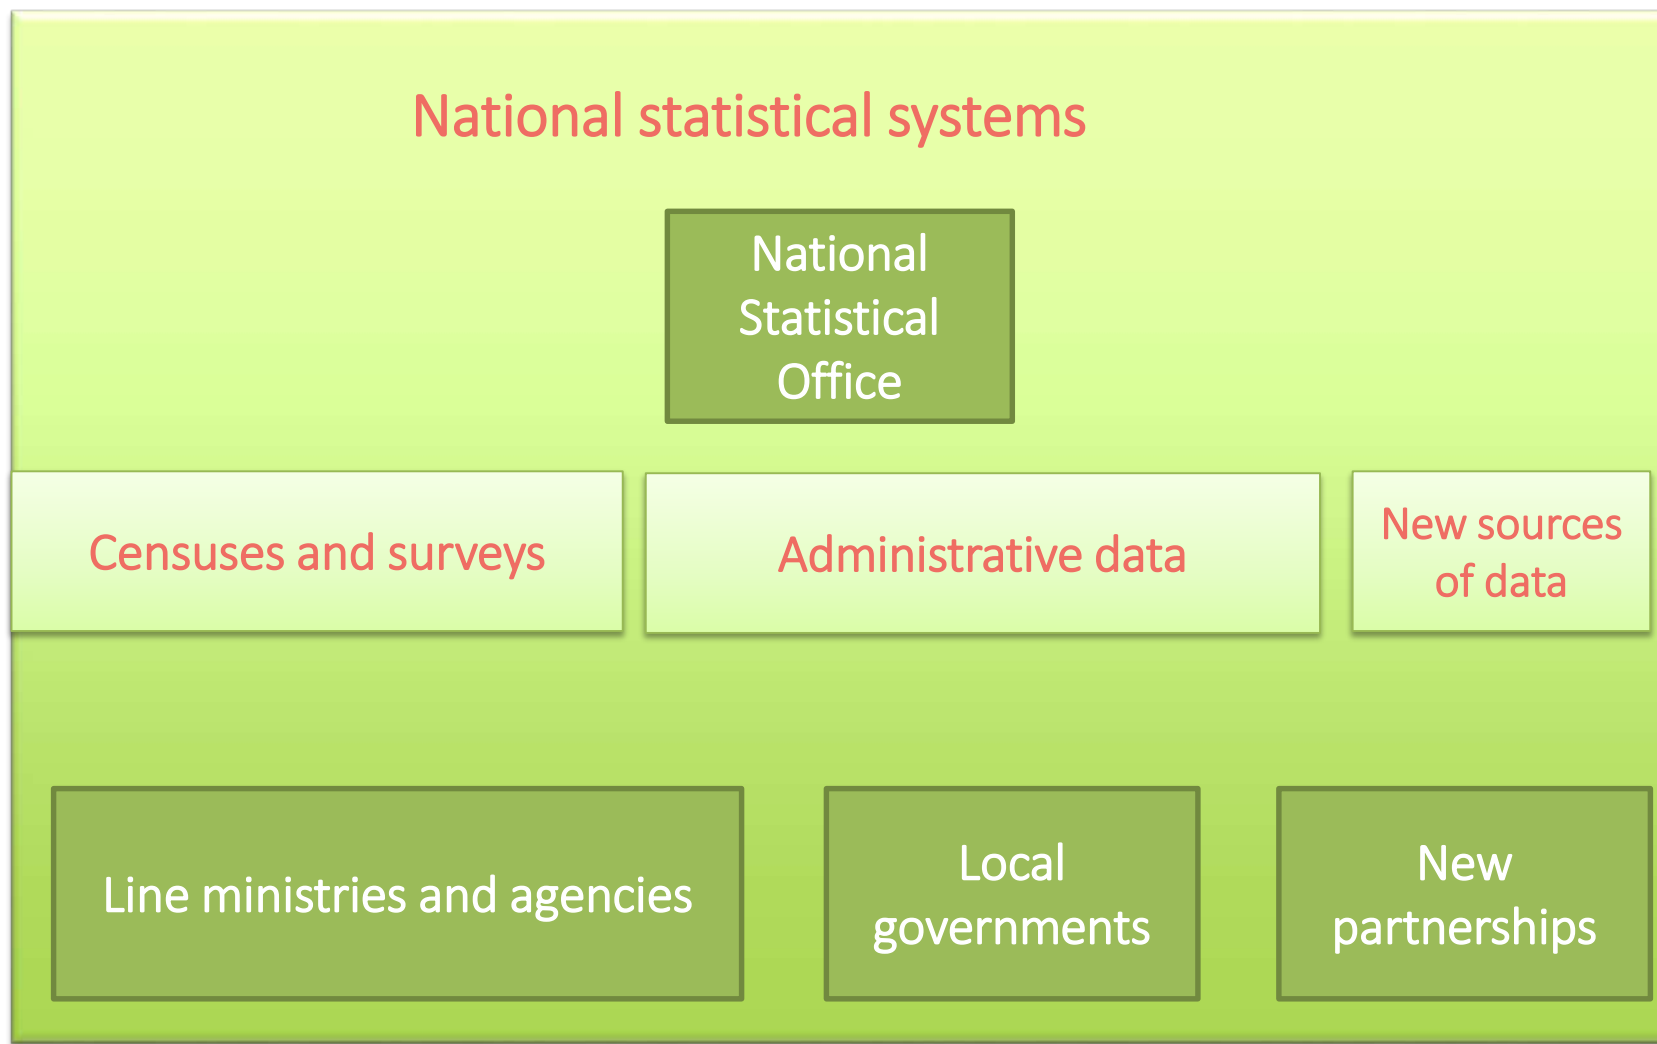 National statistical systems
National
Statistical
Office
Censuses and surveys
Administrative data
New sources
of data
Line ministries and agencies
Local
governments
New
partnerships